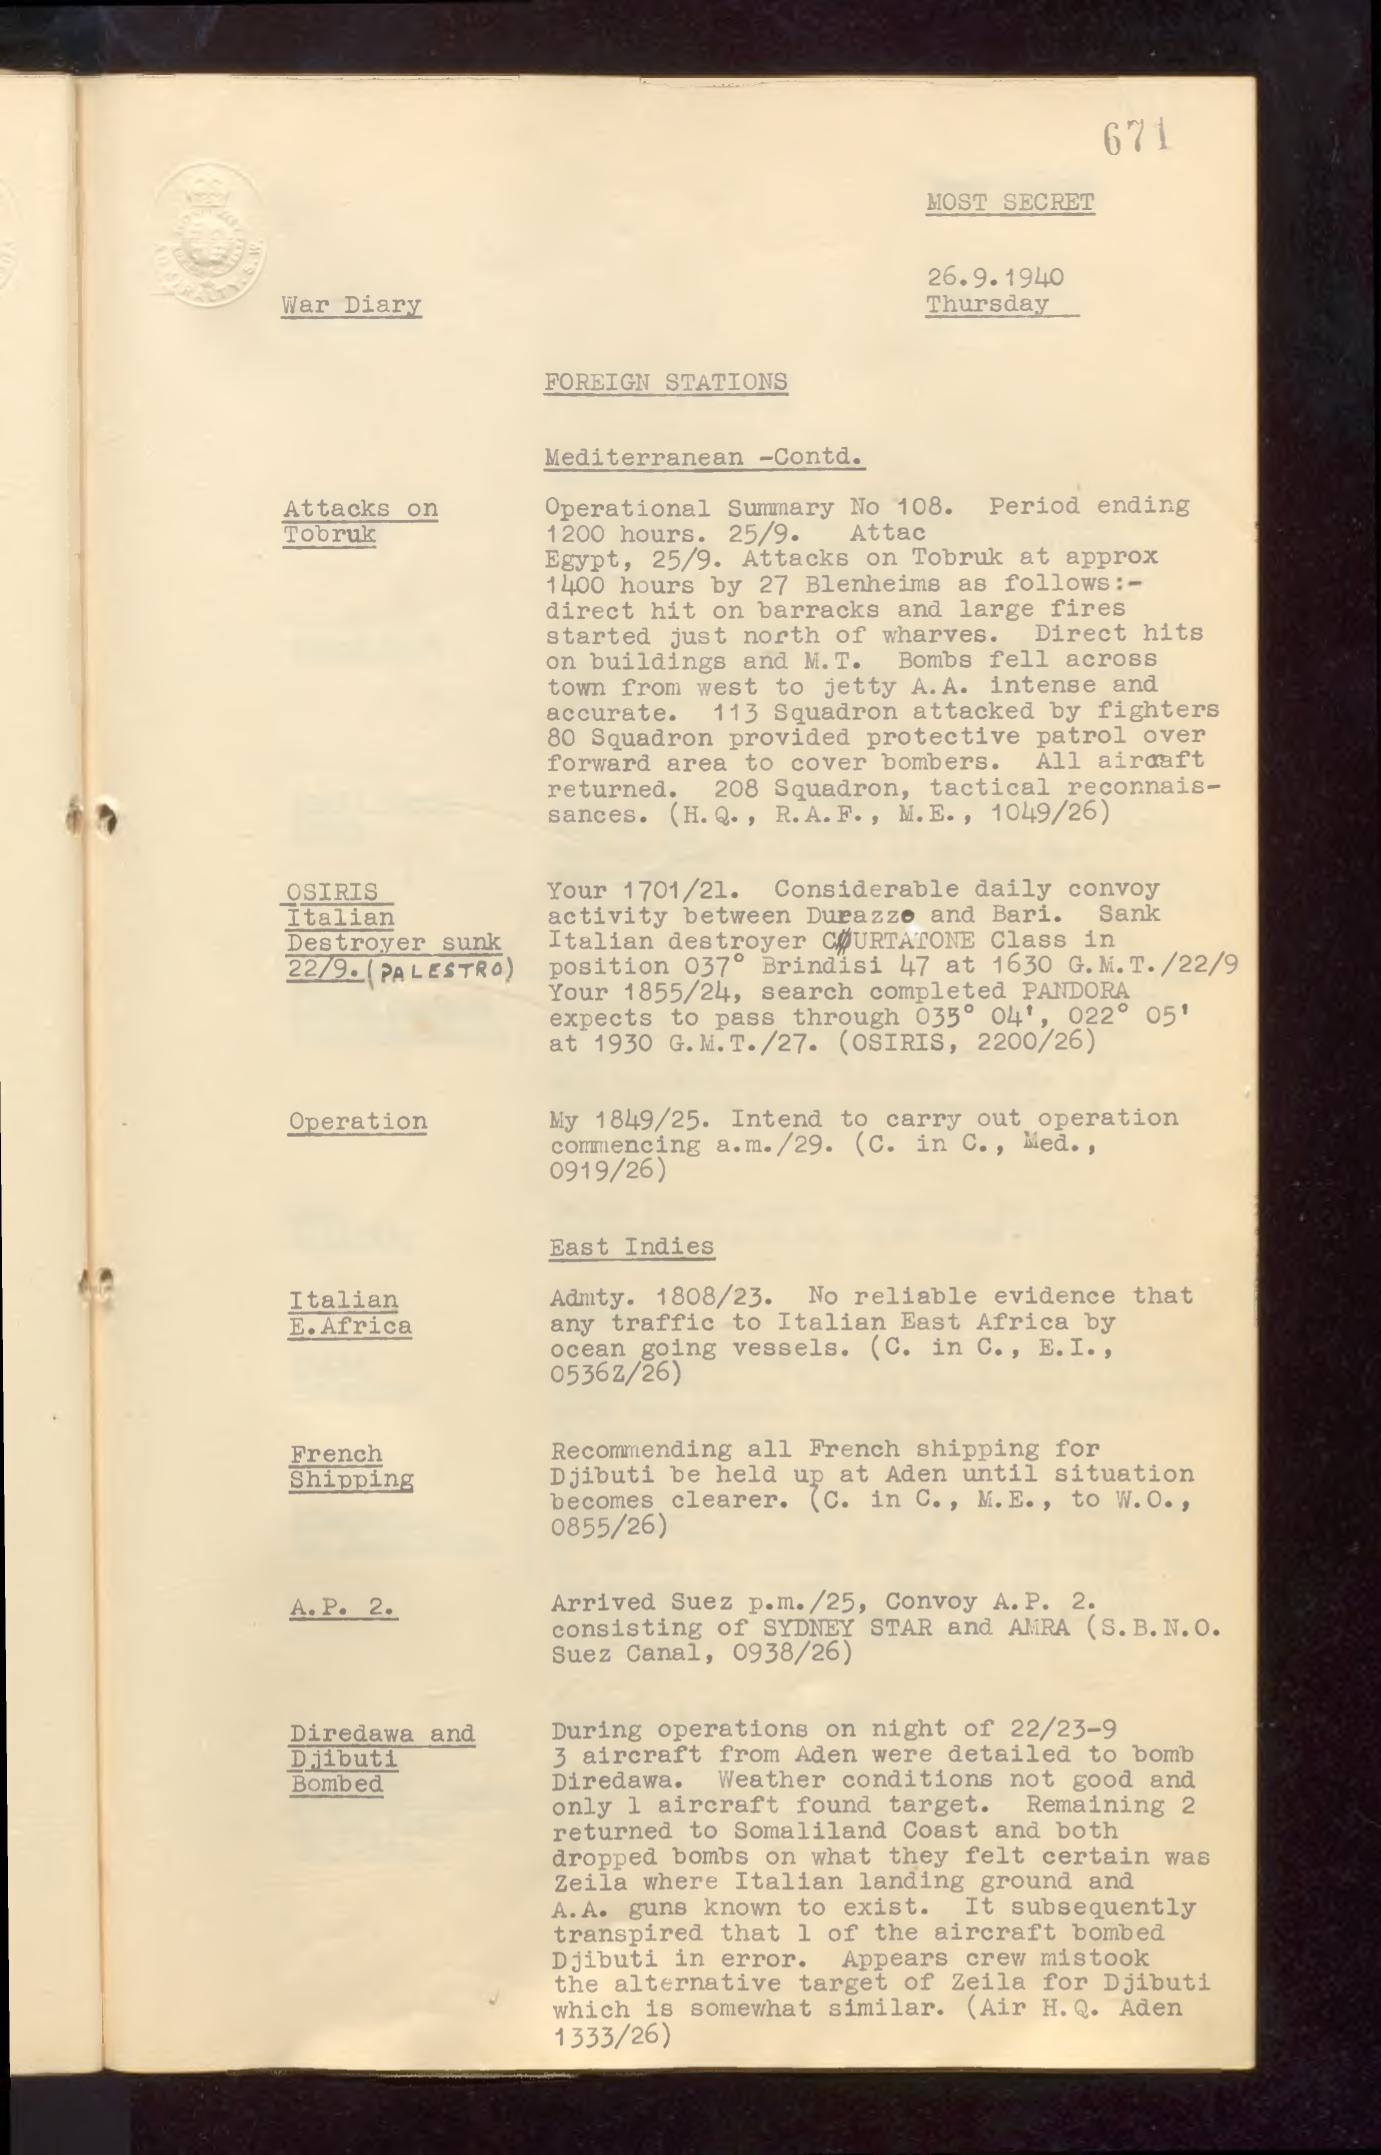 671
MOST SECRET
26.9.1940
War Diary
Thursday
FOREIGN STATIONS
Mediterranean -Contd.
Attacks on
Tobruk
Operational Summary No 108. Period ending
1200 hours. 25/9. Attac
Egypt, 25/9. Attacks on Tobruk at approx
1400 hours by 27 Blenheims as follows:-
direct hit on barracks and large fires
started just north of wharves. Direct hits
on buildings and M.T. Bombs fell across
town from west to jetty A.A. intense and
accurate. 113 Squadron attacked by fighters
80 Squadron provided protective patrol over
forward area to cover bombers. All aircraft
returned. 208 Squadron, tactical reconnais-
sances. (H.Q., R.A.F., M.E., 1049/26)
OSIRIS
Italian
Destroyer sunk
22/9. (PALESTRO)
Your 1701/21. Considerable daily convoy
activity between Durazzo and Bari. Sank
Italian destroyer CØURTATONE Class in
position 037° Brindisi 47 at 1630 G.M.T./22/9
Your 1855/24, search completed PANDORA
expects to pass through 035° 04', 022° 05'
at 1930 G.M.T./27. (OSIRIS, 2200/26)
Operation
My 1849/25. Intend to carry out operation
commencing a.m./29. (C. in C., Med.,
0919/26)
East Indies
Italian
E.Africa
Admty. 1808/23. No reliable evidence that
any traffic to Italian East Africa by
ocean going vessels. (C. in C., E.I.,
0536Z/26)
French
Shipping
Recommending all French shipping for
Djibuti be held up at Aden until situation
becomes clearer. (C. in C., M.E., to W.O.,
0855/26)
A.P. 2.
Arrived Suez p.m./25, Convoy A.P. 2.
consisting of SYDNEY STAR and AMRA (S.B.N.O.
Suez Canal, 0938/26)
Diredawa and
Djibuti
Bombed
During operations on night of 22/23-9
3 aircraft from Aden were detailed to bomb
Diredawa. Weather conditions not good and
only 1 aircraft found target. Remaining 2
returned to Somaliland Coast and both
dropped bombs on what they felt certain was
Zeila where Italian landing ground and
A.A. guns known to exist. It subsequently
transpired that 1 of the aircraft bombed
Djibuti in error. Appears crew mistook
the alternative target of Zeila for Djibuti
which is somewhat similar. (Air H.Q. Aden
1333/26)